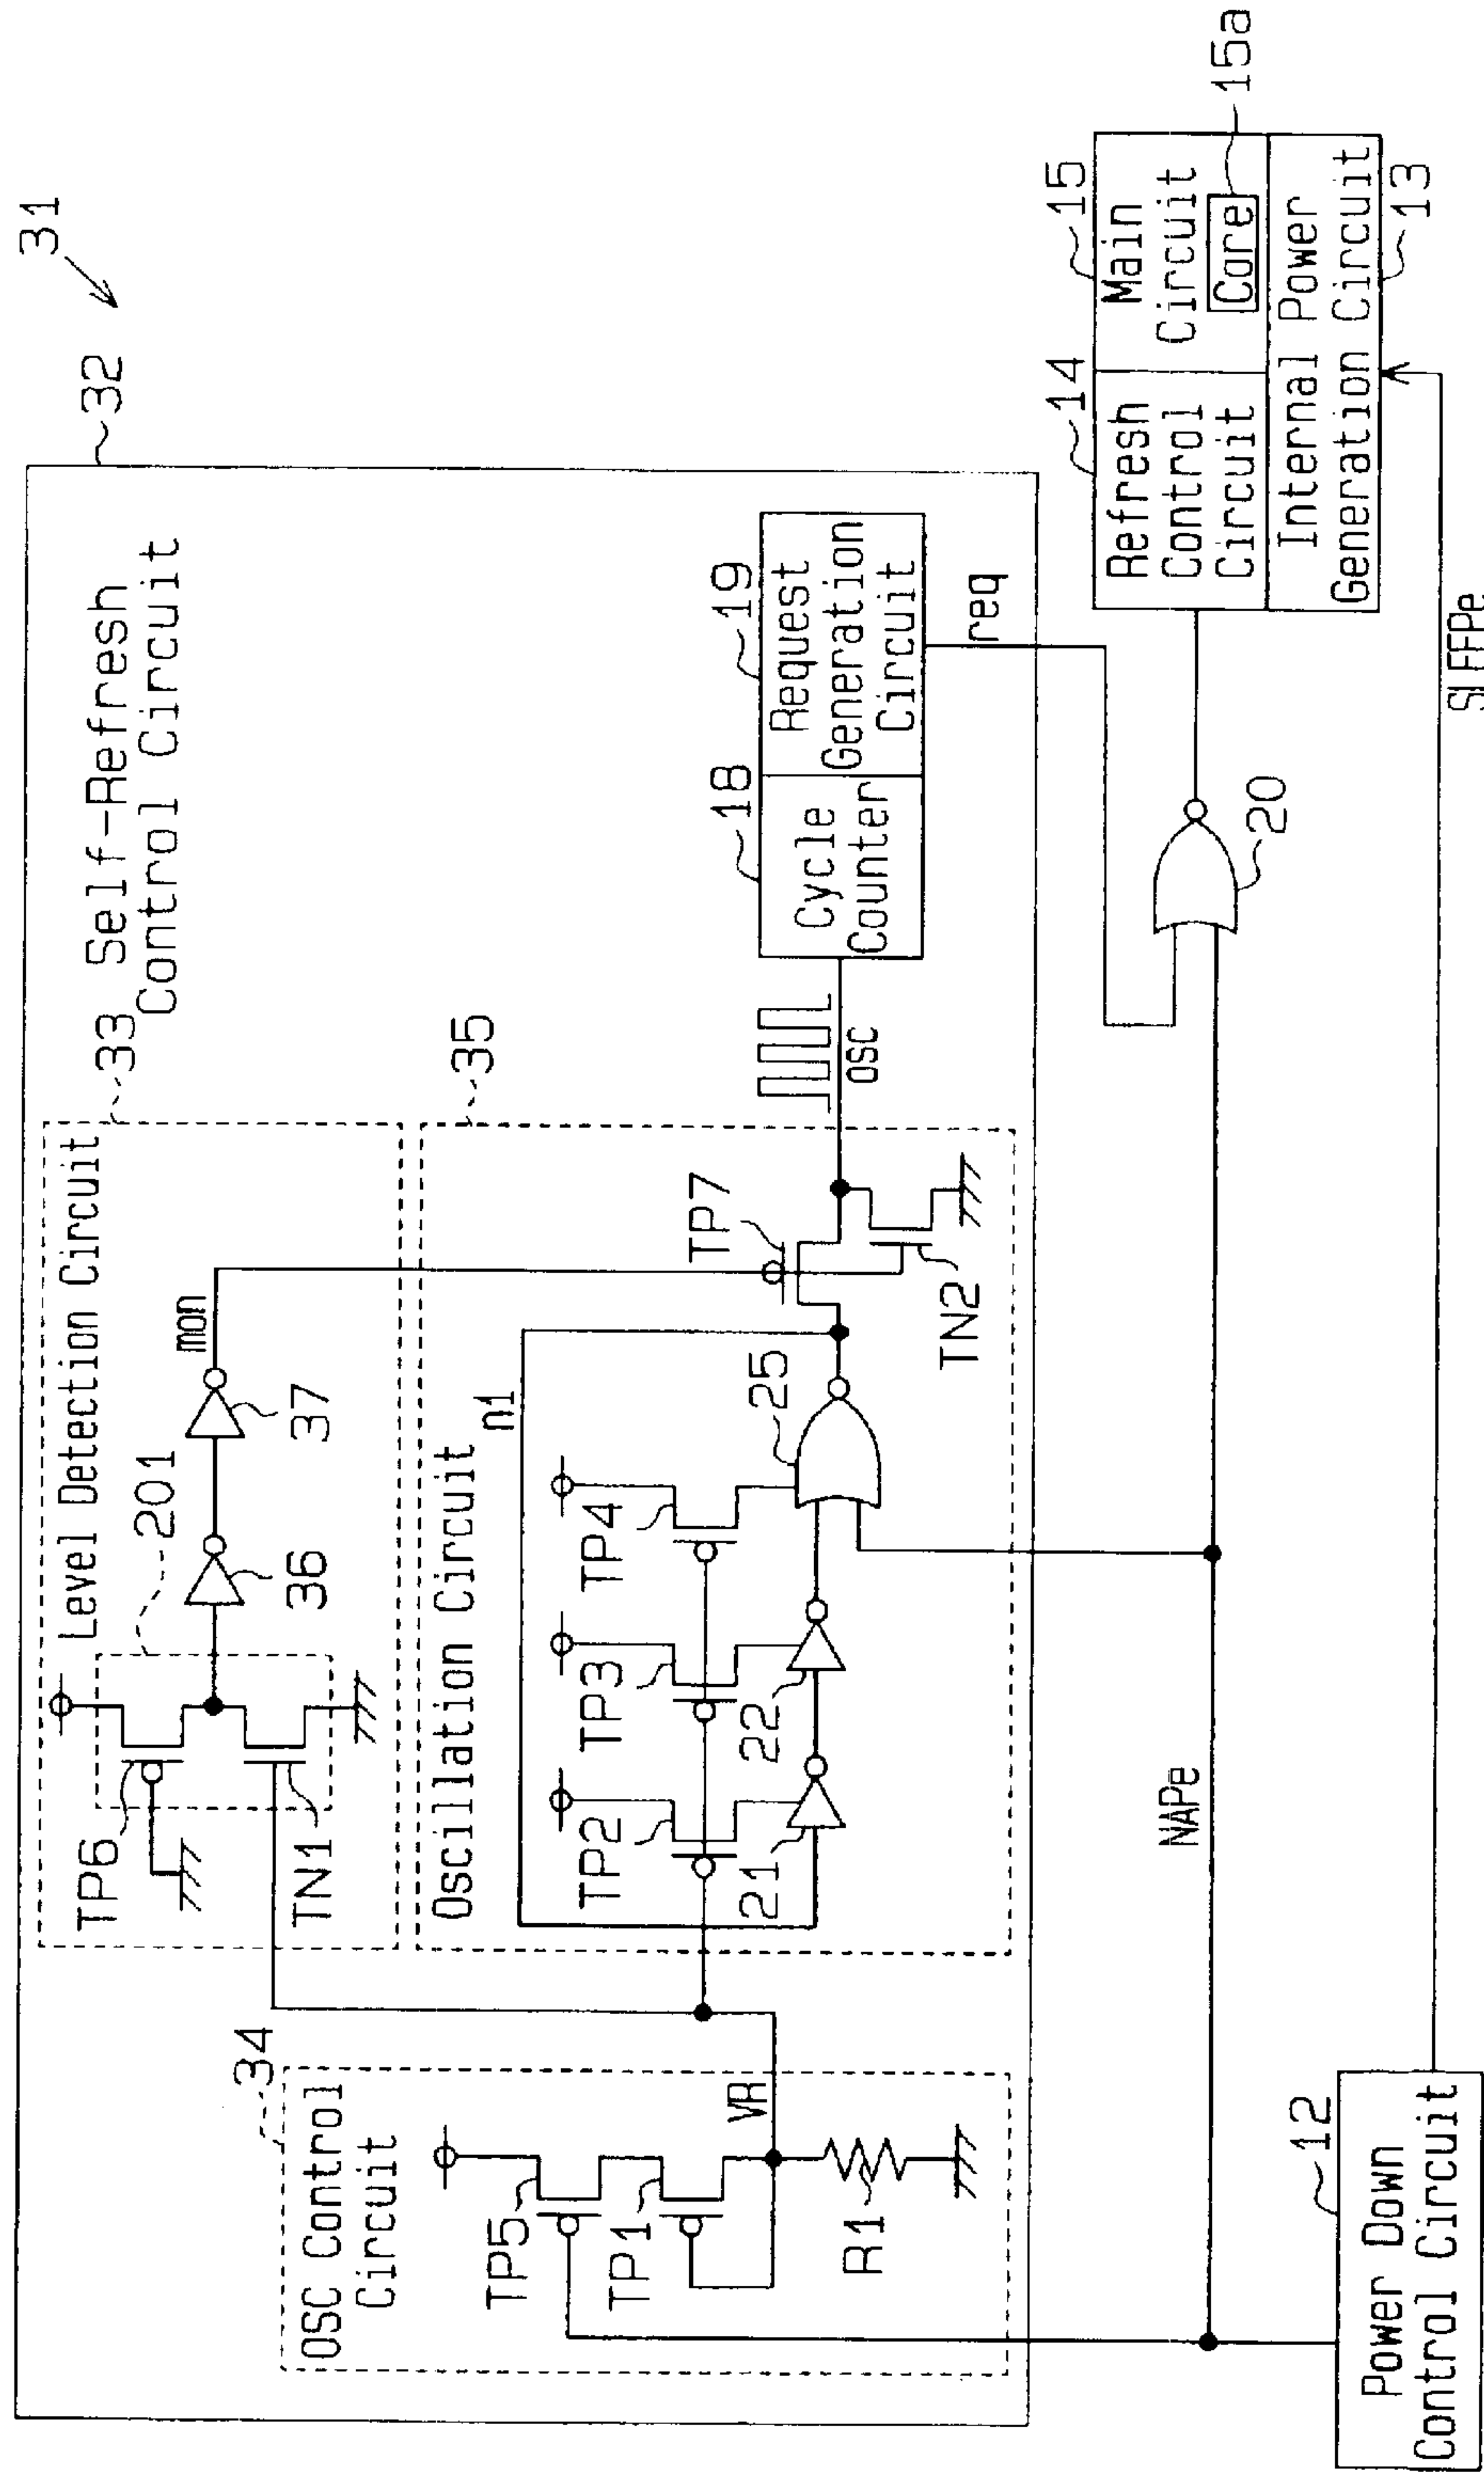 31
32
33
Self-Refresh
Control Circuit
Level Detection Circuit
201
TP6
TN1
36
37
mon
34
OSC Control
Circuit
TP5
TP1
R1
VR
35
Oscillation Circuit
n1
TP2
TP3
TP4
21
22
25
TP7
TN2
osc
18
Cycle
Counter
19
Request
Generation
Circuit
req
20
NAPe
12
Power Down
Control Circuit
SLEEPe
14
Refresh
Control
Circuit
15
Main
Circuit
Core
15a
Internal Power
Generation Circuit
13